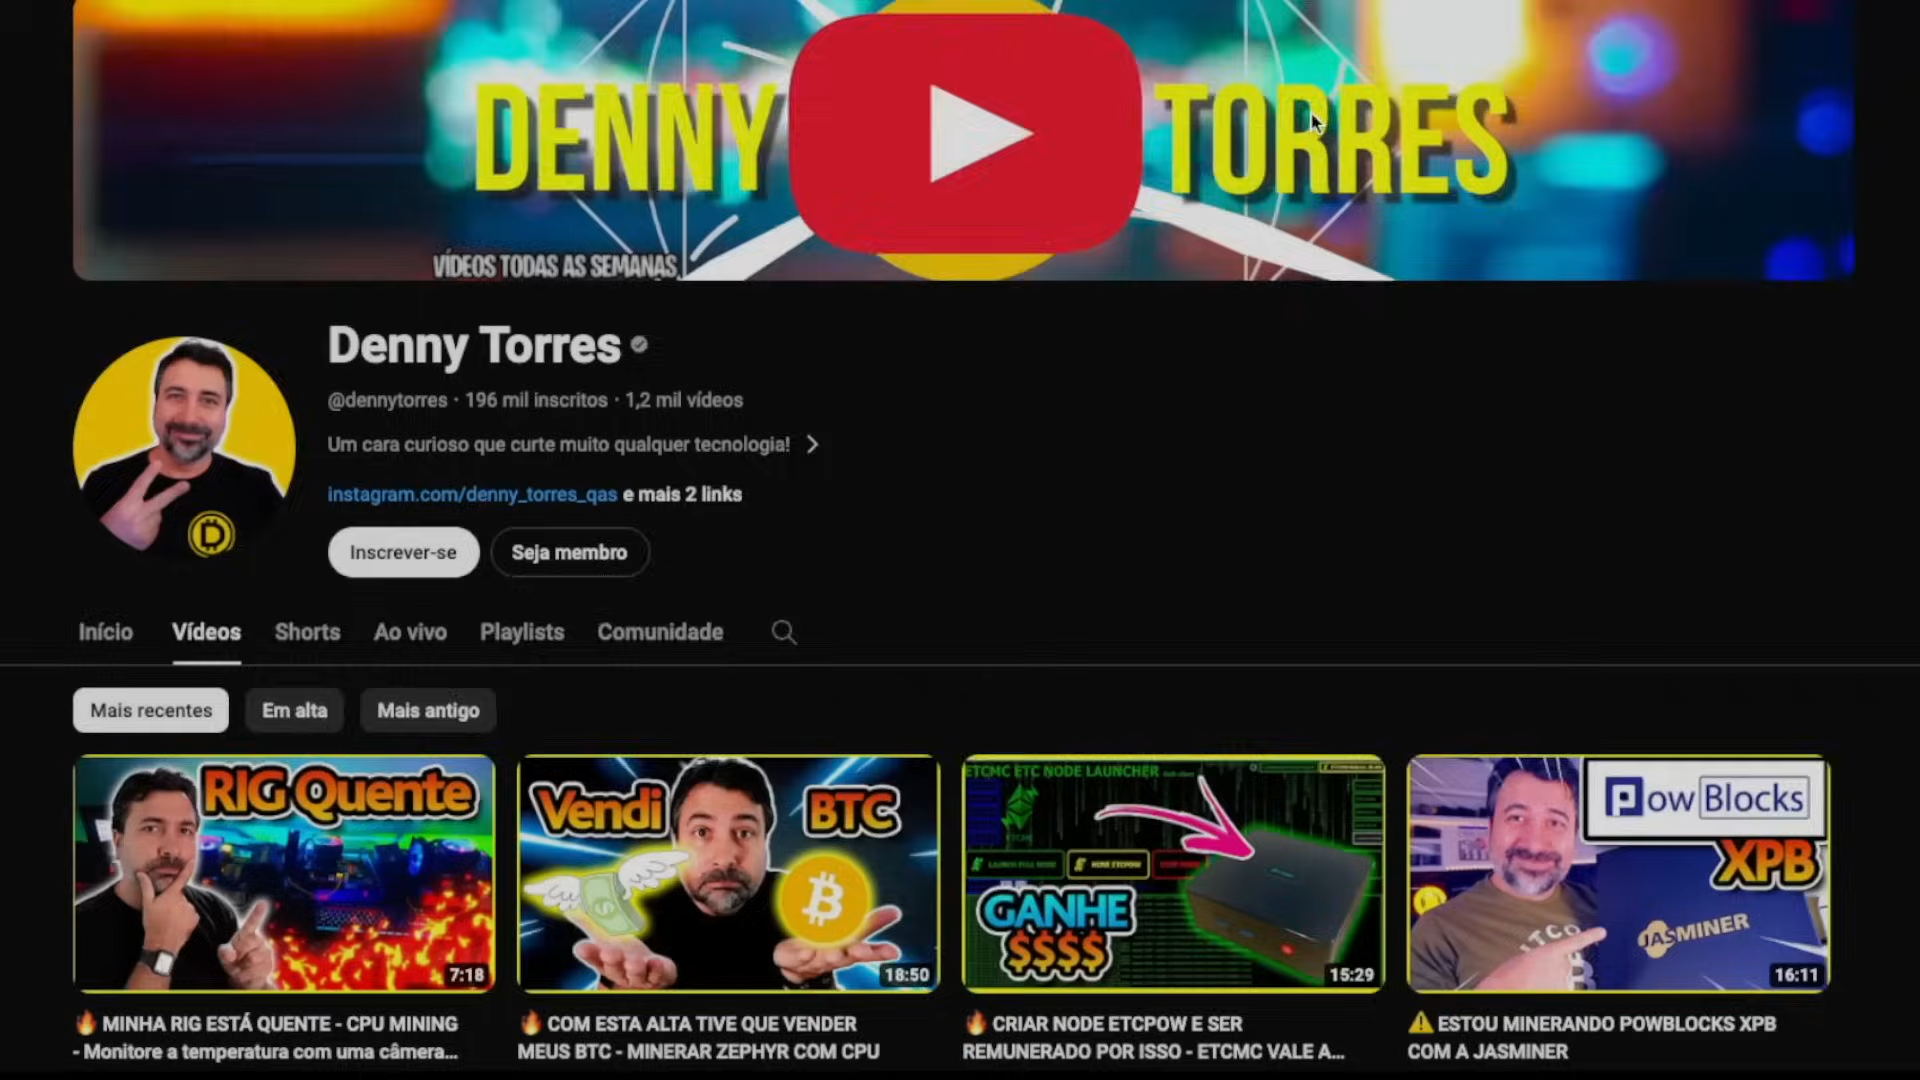 DENNY TORRES
VÍDEOS TODAS AS SEMANAS
Denny Torres
@dennytorres · 196 mil inscritos · 1,2 mil vídeos
Um cara curioso que curte muito qualquer tecnologia!
instagram.com/denny_torres_qas e mais 2 links
Inscrever-se
Seja membro
Início
Vídeos
Shorts
Ao vivo
Playlists
Comunidade
Mais recentes
Em alta
Mais antigo
RIG Quente
7:18
Vendi BTC
18:50
ETCMC ETC NODE LAUNCHER
GANHE
$$$$
15:29
PowBlocks
XPB
JASMINER
16:11
🔥 MINHA RIG ESTÁ QUENTE - CPU MINING
- Monitore a temperatura com uma câmera...
🔥 COM ESTA ALTA TIVE QUE VENDER
MEUS BTC - MINERAR ZEPHYR COM CPU
🔥 CRIAR NODE ETCPOW E SER
REMUNERADO POR ISSO - ETCMC VALE A...
⚠️ ESTOU MINERANDO POWBLOCKS XPB
COM A JASMINER